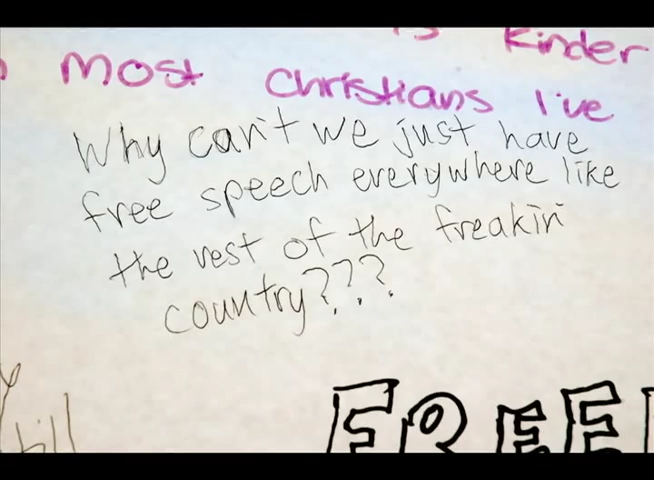 Kinder
Most Christians I've
Why can't we just have
free speech everywhere like
the rest of the freakin'
country???
FREE